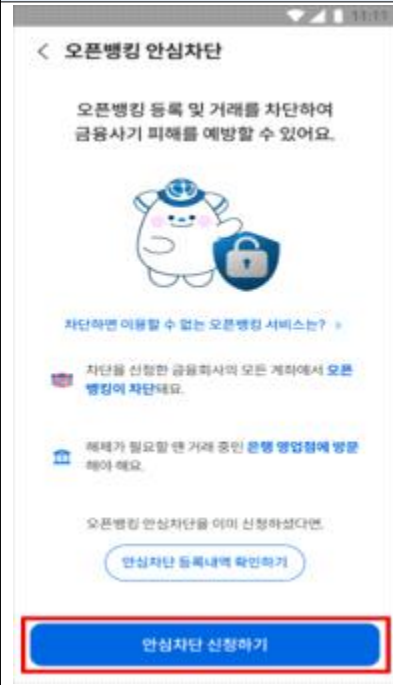 11:11
오픈뱅킹 안심차단
오픈뱅킹 등록 및 거래를 차단하여
금융사기 피해를 예방할 수 있어요.
차단하면 이용할 수 없는 오픈뱅킹 서비스는? >
차단을 신청한 금융회사의 모든 계좌에서 오픈
뱅킹이 차단돼요.
해제가 필요할 땐 거래 중인 은행 영업점에 방문
해야 해요.
오픈뱅킹 안심차단을 이미 신청하셨다면,
안심차단 등록내역 확인하기
안심차단 신청하기